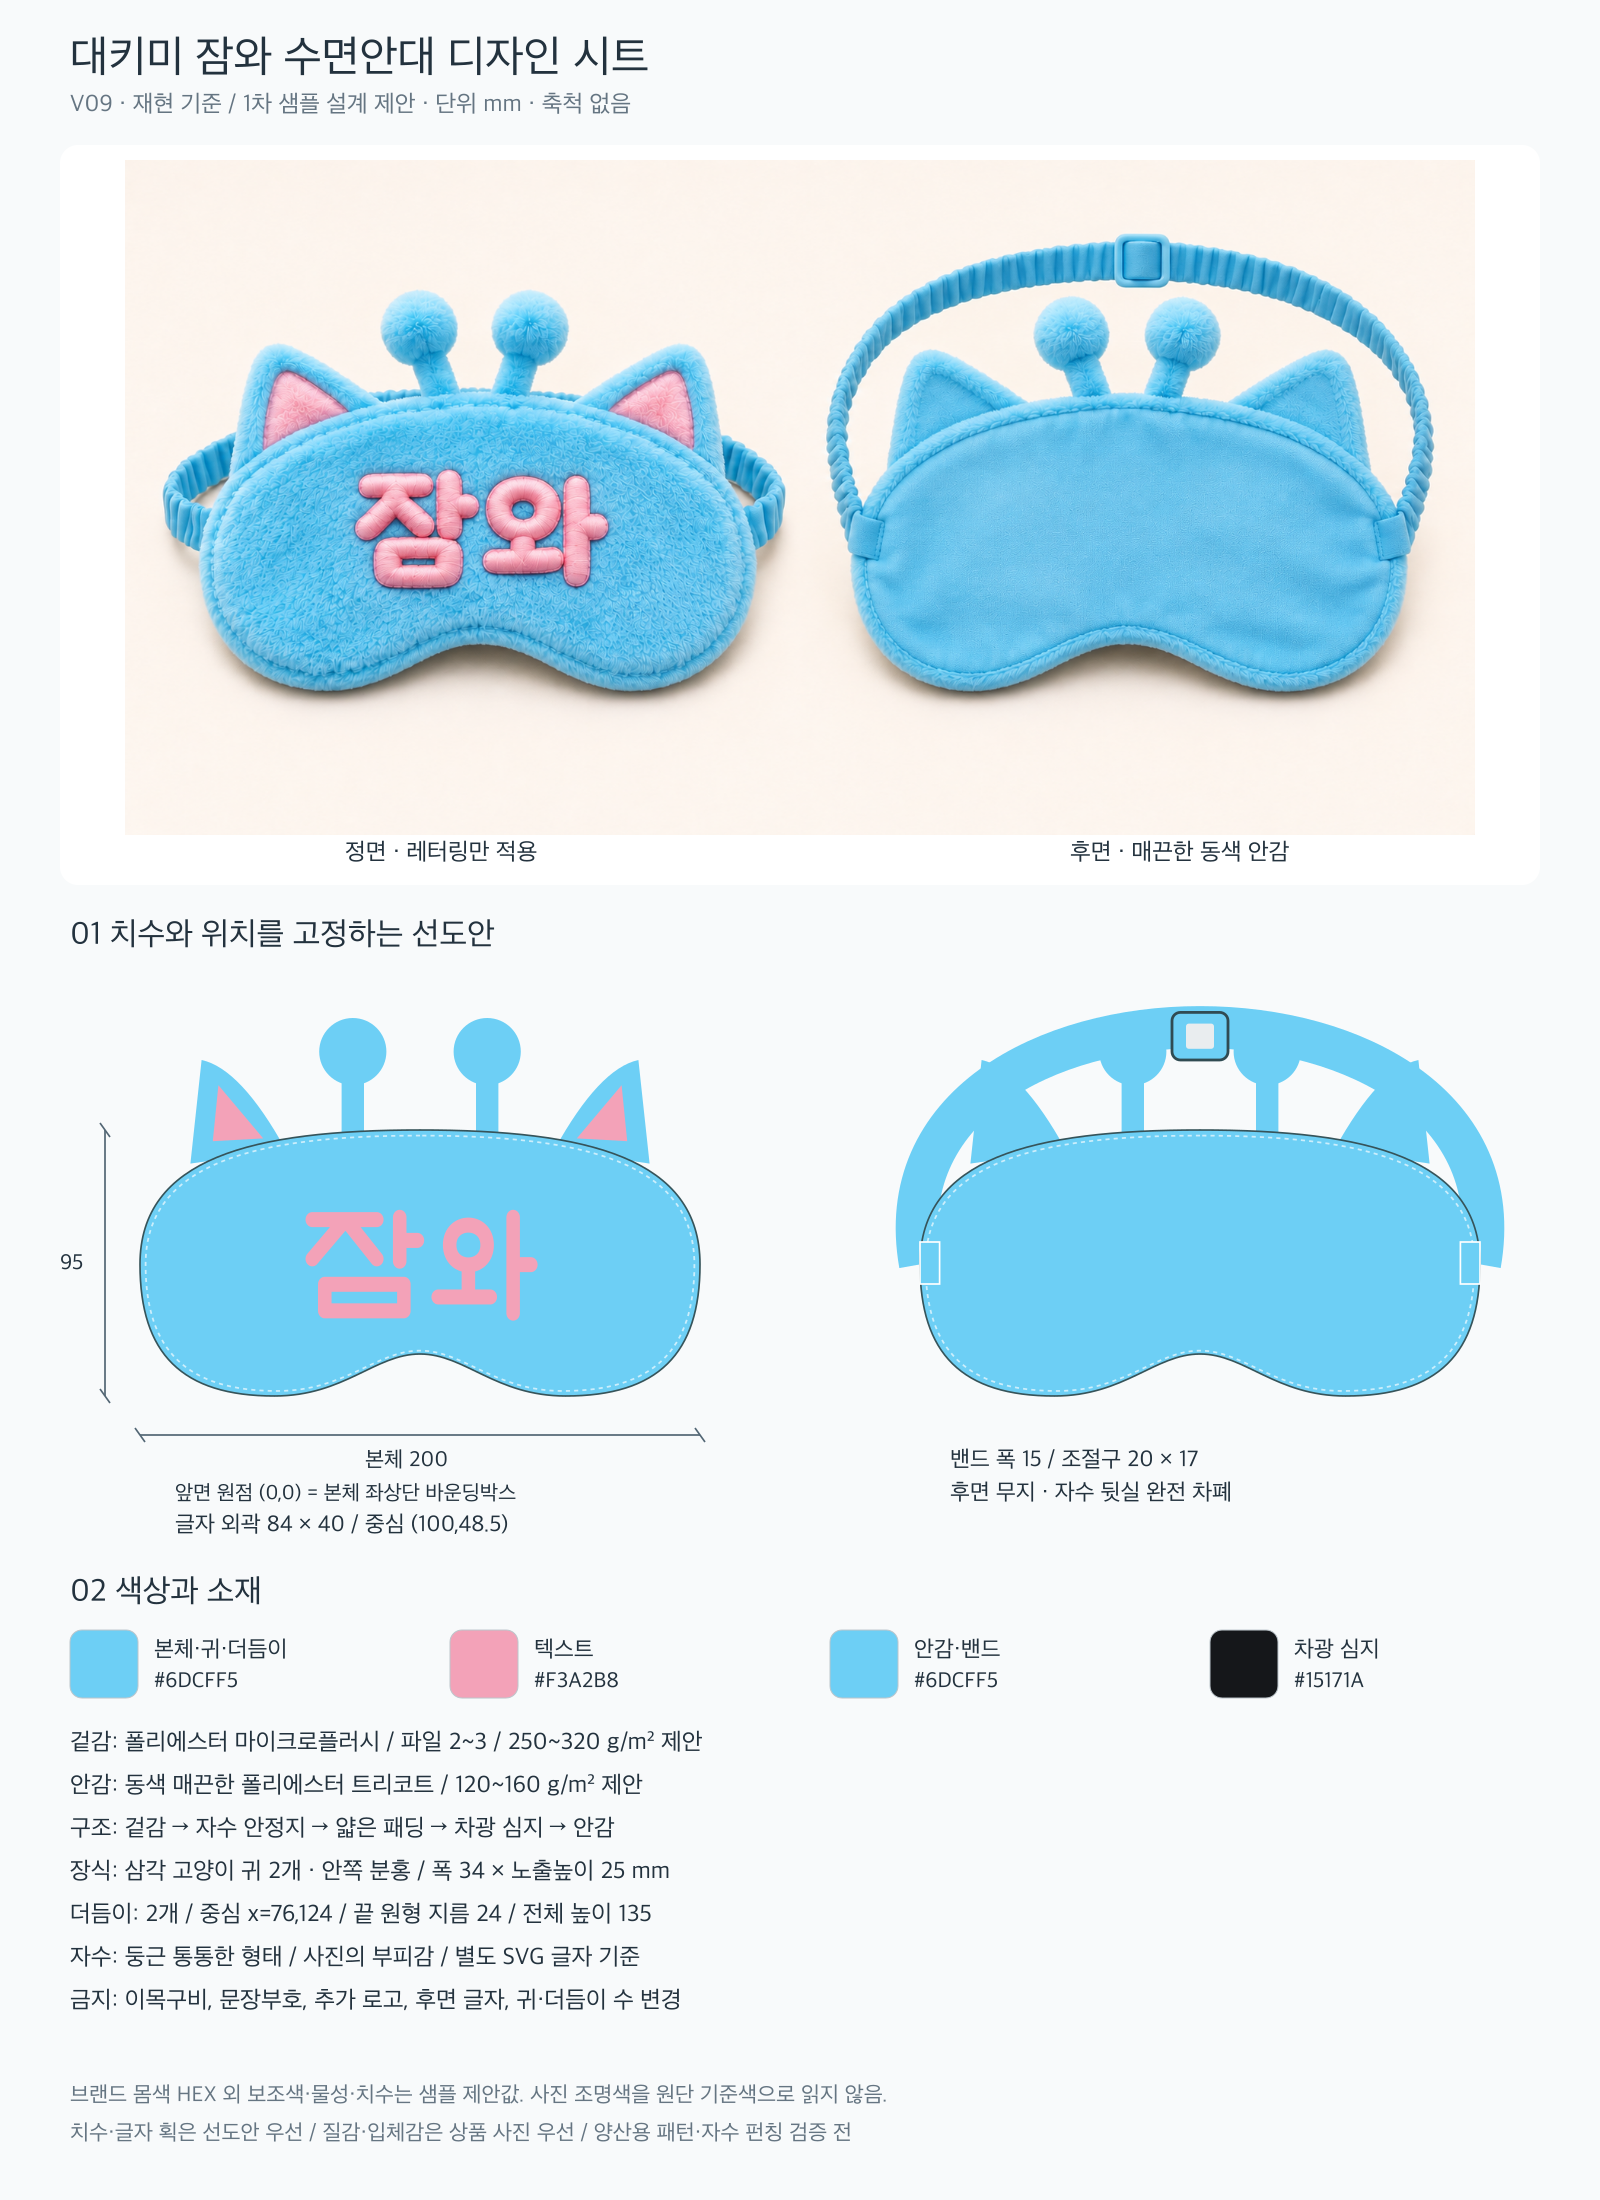 대키미 잠와 수면안대 디자인 시트
V09 · 재현 기준 / 1차 샘플 설계 제안 · 단위 mm · 축척 없음
잠와
정면 · 레터링만 적용
후면 · 매끈한 동색 안감
01 치수와 위치를 고정하는 선도안
잠와
95
본체 200
앞면 원점 (0,0) = 본체 좌상단 바운딩박스
글자 외곽 84 × 40 / 중심 (100,48.5)
밴드 폭 15 / 조절구 20 × 17
후면 무지 · 자수 뒷실 완전 차폐
02 색상과 소재
본체·귀·더듬이
#6DCFF5
텍스트
#F3A2B8
안감·밴드
#6DCFF5
차광 심지
#15171A
겉감: 폴리에스터 마이크로플러시 / 파일 2~3 / 250~320 g/m² 제안
안감: 동색 매끈한 폴리에스터 트리코트 / 120~160 g/m² 제안
구조: 겉감 → 자수 안정지 → 얇은 패딩 → 차광 심지 → 안감
장식: 삼각 고양이 귀 2개 · 안쪽 분홍 / 폭 34 × 노출높이 25 mm
더듬이: 2개 / 중심 x=76,124 / 끝 원형 지름 24 / 전체 높이 135
자수: 둥근 통통한 형태 / 사진의 부피감 / 별도 SVG 글자 기준
금지: 이목구비, 문장부호, 추가 로고, 후면 글자, 귀·더듬이 수 변경
브랜드 몸색 HEX 외 보조색·물성·치수는 샘플 제안값. 사진 조명색을 원단 기준색으로 읽지 않음.
치수·글자 획은 선도안 우선 / 질감·입체감은 상품 사진 우선 / 양산용 패턴·자수 펀칭 검증 전